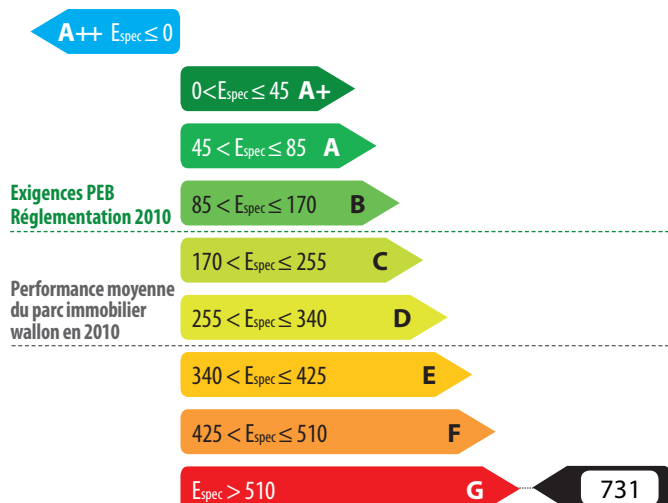 A++ Espec ≤ 0
0<Espec ≤ 45 A+
45 < Espec ≤ 85 A
Exigences PEB
Réglementation 2010
85 < Espec ≤ 170 B
170 < Espec ≤ 255 C
Performance moyenne
du parc immobilier
wallon en 2010
255 < Espec ≤ 340 D
340 < Espec ≤ 425 E
425 < Espec ≤ 510 F
Espec > 510 G 731